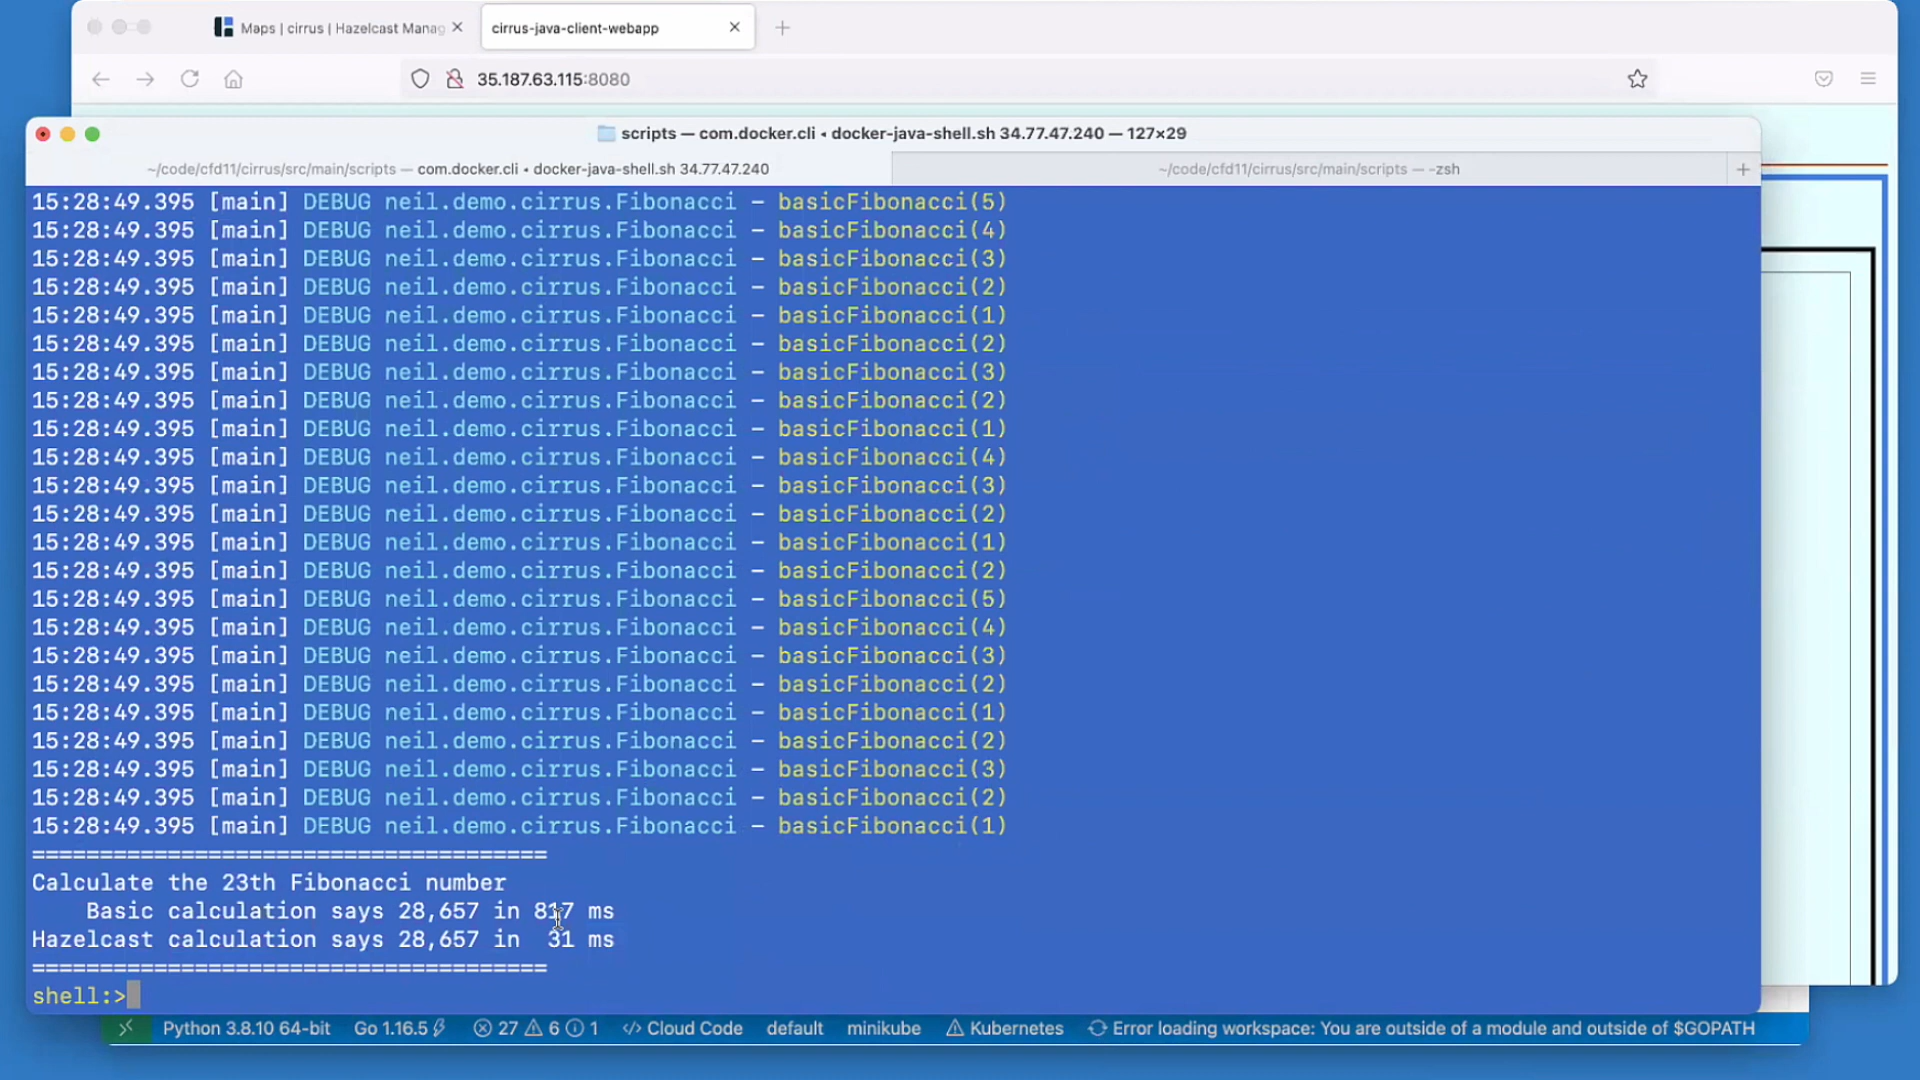 Maps | cirrus | Hazelcast Manag
cirrus-java-client-webapp
35.187.63.115:8080
scripts — com.docker.cli • docker-java-shell.sh 34.77.47.240 — 127×29
~/code/cfd11/cirrus/src/main/scripts — com.docker.cli • docker-java-shell.sh 34.77.47.240
~/code/cfd11/cirrus/src/main/scripts — -zsh
15:28:49.395 [main] DEBUG neil.demo.cirrus.Fibonacci - basicFibonacci(5)
15:28:49.395 [main] DEBUG neil.demo.cirrus.Fibonacci - basicFibonacci(4)
15:28:49.395 [main] DEBUG neil.demo.cirrus.Fibonacci - basicFibonacci(3)
15:28:49.395 [main] DEBUG neil.demo.cirrus.Fibonacci - basicFibonacci(2)
15:28:49.395 [main] DEBUG neil.demo.cirrus.Fibonacci - basicFibonacci(1)
15:28:49.395 [main] DEBUG neil.demo.cirrus.Fibonacci - basicFibonacci(2)
15:28:49.395 [main] DEBUG neil.demo.cirrus.Fibonacci - basicFibonacci(3)
15:28:49.395 [main] DEBUG neil.demo.cirrus.Fibonacci - basicFibonacci(2)
15:28:49.395 [main] DEBUG neil.demo.cirrus.Fibonacci - basicFibonacci(1)
15:28:49.395 [main] DEBUG neil.demo.cirrus.Fibonacci - basicFibonacci(4)
15:28:49.395 [main] DEBUG neil.demo.cirrus.Fibonacci - basicFibonacci(3)
15:28:49.395 [main] DEBUG neil.demo.cirrus.Fibonacci - basicFibonacci(2)
15:28:49.395 [main] DEBUG neil.demo.cirrus.Fibonacci - basicFibonacci(1)
15:28:49.395 [main] DEBUG neil.demo.cirrus.Fibonacci - basicFibonacci(2)
15:28:49.395 [main] DEBUG neil.demo.cirrus.Fibonacci - basicFibonacci(5)
15:28:49.395 [main] DEBUG neil.demo.cirrus.Fibonacci - basicFibonacci(4)
15:28:49.395 [main] DEBUG neil.demo.cirrus.Fibonacci - basicFibonacci(3)
15:28:49.395 [main] DEBUG neil.demo.cirrus.Fibonacci - basicFibonacci(2)
15:28:49.395 [main] DEBUG neil.demo.cirrus.Fibonacci - basicFibonacci(1)
15:28:49.395 [main] DEBUG neil.demo.cirrus.Fibonacci - basicFibonacci(2)
15:28:49.395 [main] DEBUG neil.demo.cirrus.Fibonacci - basicFibonacci(3)
15:28:49.395 [main] DEBUG neil.demo.cirrus.Fibonacci - basicFibonacci(2)
15:28:49.395 [main] DEBUG neil.demo.cirrus.Fibonacci - basicFibonacci(1)
======================================
Calculate the 23th Fibonacci number
Basic calculation says 28,657 in 817 ms
Hazelcast calculation says 28,657 in 31 ms
======================================
shell:>
Python 3.8.10 64-bit Go 1.16.5 27 6 1 Cloud Code default minikube Kubernetes Error loading workspace: You are outside of a module and outside of $GOPATH